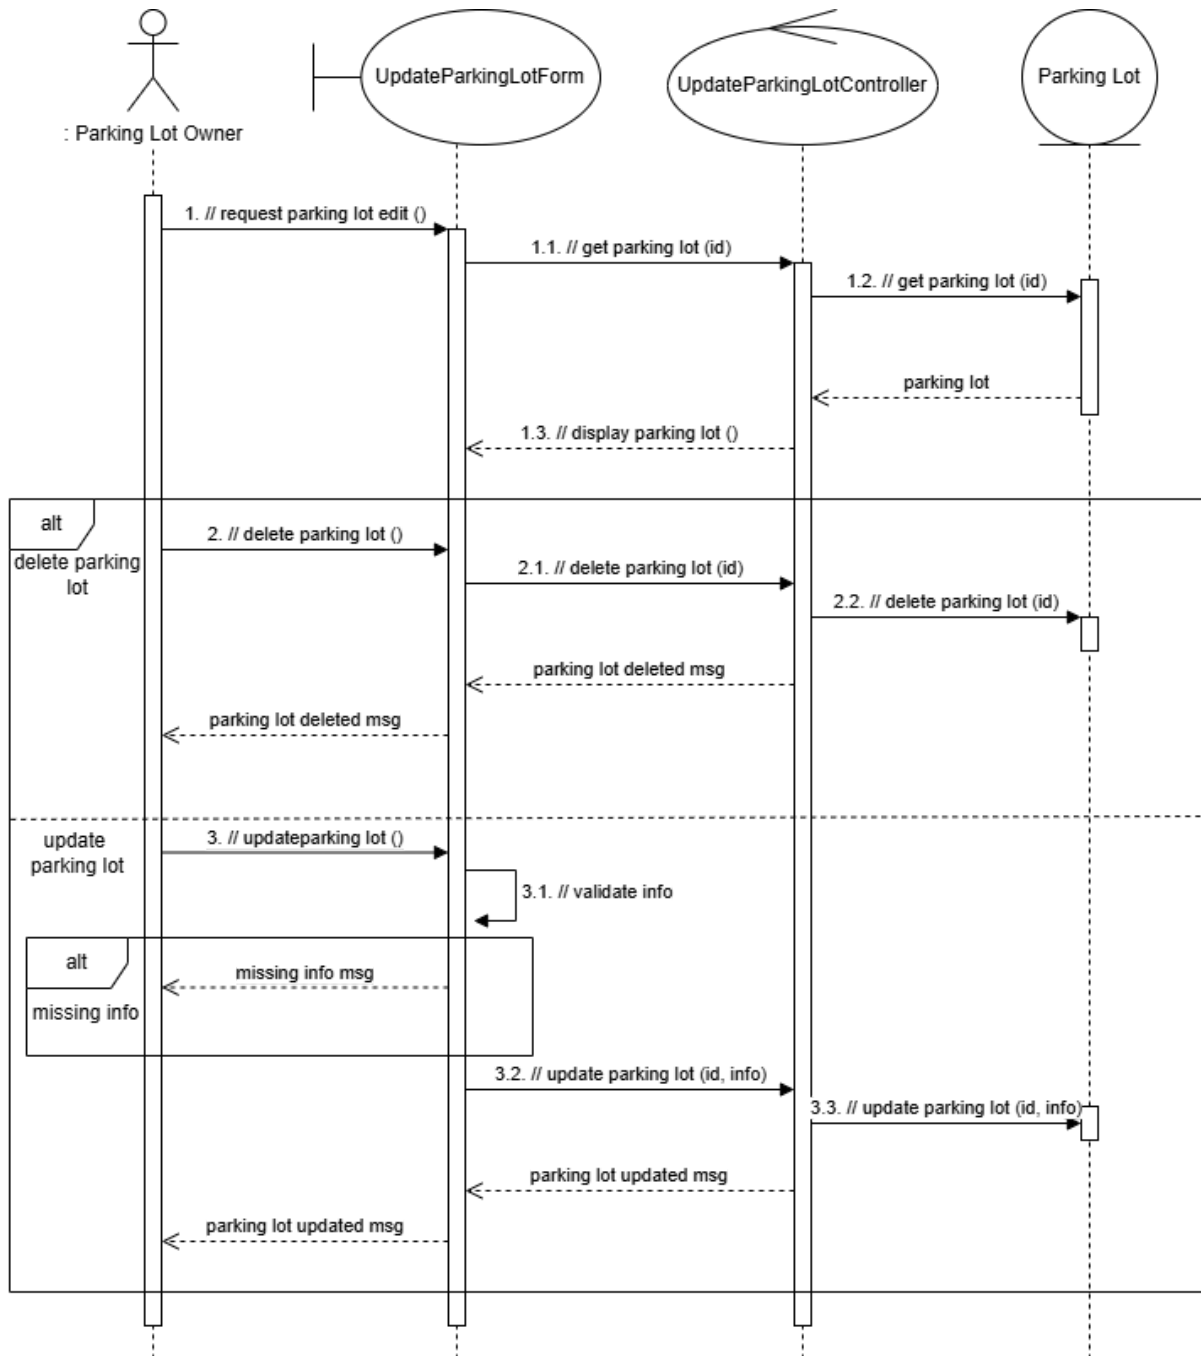 UpdateParkingLotForm
UpdateParkingLotController
Parking Lot
: Parking Lot Owner
1. // request parking lot edit ()
1.1. // get parking lot (id)
1.2. // get parking lot (id)
parking lot
1.3. // display parking lot ()
alt
delete parking
lot
2. // delete parking lot ()
2.1. // delete parking lot (id)
2.2. // delete parking lot (id)
parking lot deleted msg
parking lot deleted msg
update
parking lot
3. // updateparking lot ()
3.1. // validate info
alt
missing info msg
missing info
3.2. // update parking lot (id, info)
3.3. // update parking lot (id, info)
parking lot updated msg
parking lot updated msg